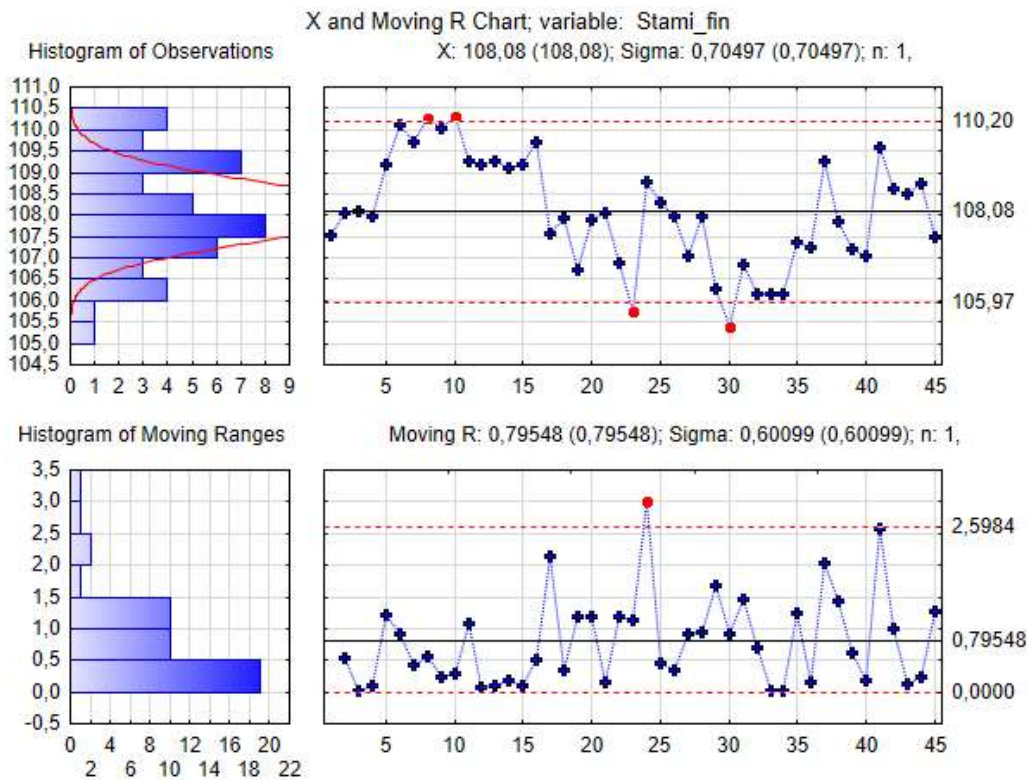 X and Moving R Chart; variable: Stami_fin
Histogram of Observations
X: 108,08 (108,08); Sigma: 0,70497 (0,70497); n: 1,
111,0
110,5
110,0
109,5
109,0
108,5
108,0
107,5
107,0
106,5
106,0
105,5
105,0
104,5
0 1 2 3 4 5 6 7 8 9
110,20
108,08
105,97
5 10 15 20 25 30 35 40 45
Histogram of Moving Ranges
Moving R: 0,79548 (0,79548); Sigma: 0,60099 (0,60099); n: 1,
3,5
3,0
2,5
2,0
1,5
1,0
0,5
0,0
-0,5
0 4 8 12 16 20
2 6 10 14 18 22
2,5984
0,79548
0,0000
5 10 15 20 25 30 35 40 45